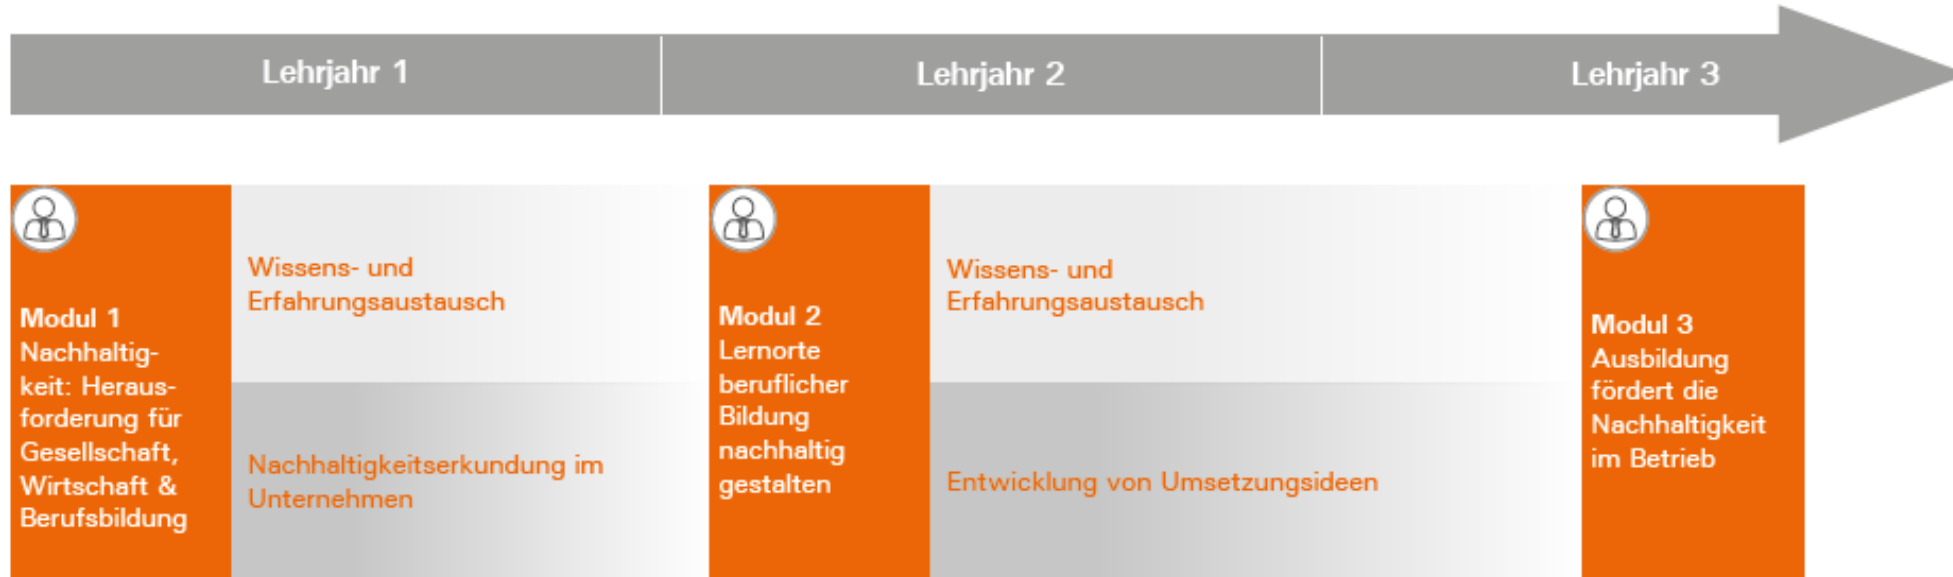 Lehrjahr 1
Lehrjahr 2
Lehrjahr 3
Modul 1
Nachhaltig-
keit: Heraus-
forderung für
Gesellschaft,
Wirtschaft &
Berufsbildung
Wissens- und
Erfahrungsaustausch
Nachhaltigkeitserkundung im
Unternehmen
Modul 2
Lernorte
beruflicher
Bildung
nachhaltig
gestalten
Wissens- und
Erfahrungsaustausch
Entwicklung von Umsetzungsideen
Modul 3
Ausbildung
fördert die
Nachhaltigkeit
im Betrieb